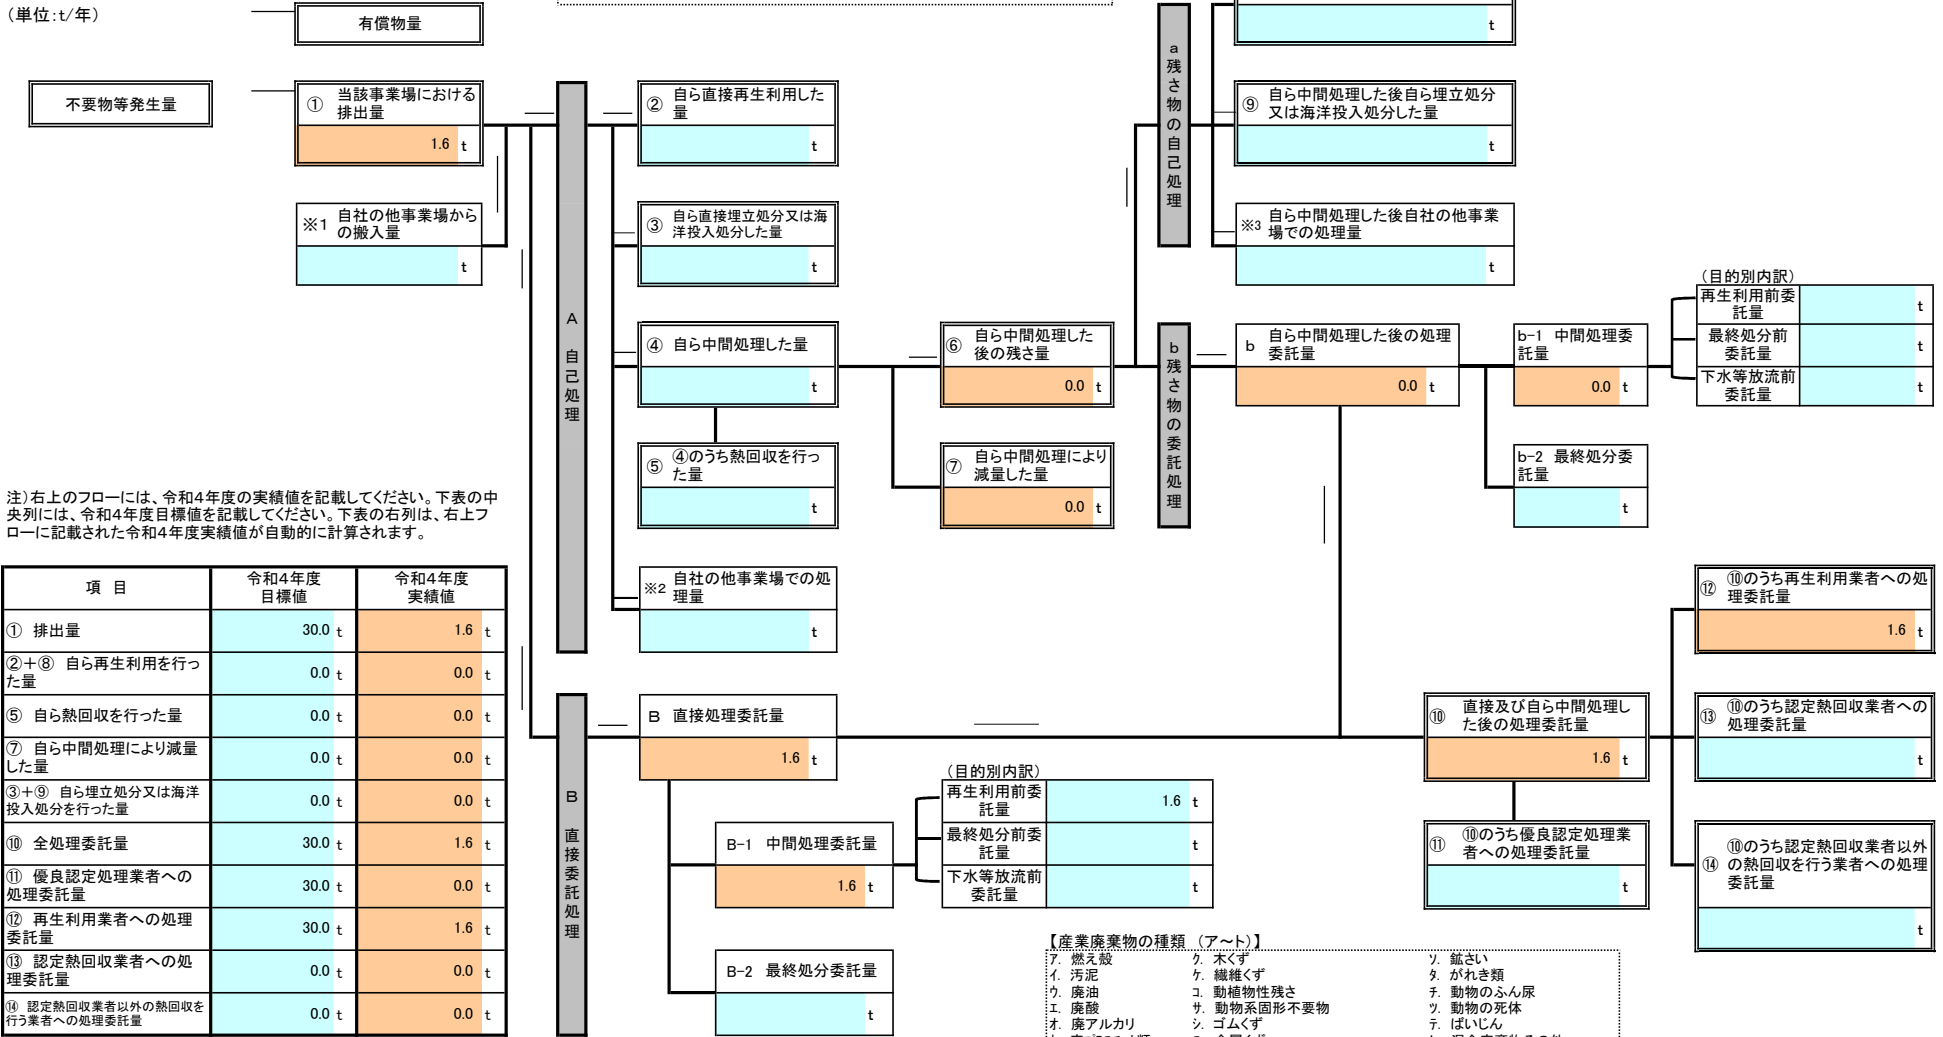 （単位:t/年）
有償物量
t
不要物等発生量
① 当該事業場における
排出量
1.6 t
※1 自社の他事業場から
の搬入量
t
A 自己処理
② 自ら直接再生利用した
量
t
③ 自ら直接埋立処分又は海
洋投入処分した量
t
④ 自ら中間処理した量
t
⑤ ④のうち熱回収を行っ
た量
t
※2 自社の他事業場での処
理量
t
⑥ 自ら中間処理した
後の残さ量
0.0 t
⑦ 自ら中間処理により
減量した量
0.0 t
a 残さ物の自己処理
⑨ 自ら中間処理した後自ら埋立処分
又は海洋投入処分した量
t
※3 自ら中間処理した後自社の他事業
場での処理量
t
b 残さ物の委託処理
b 自ら中間処理した後の処理
委託量
0.0 t
b-1 中間処理委
託量
0.0 t
b-2 最終処分委
託量
t
（目的別内訳）
再生利用前委
託量
t
最終処分前
委託量
t
下水等放流前
委託量
t
注）右上のフローには、令和4年度の実績値を記載してください。下表の中
央列には、令和4年度目標値を記載してください。下表の右列は、右上フ
ローに記載された令和4年度実績値が自動的に計算されます。
項 目 令和4年度 令和4年度
目標値 実績値
① 排出量 30.0 t 1.6 t
②＋⑧ 自ら再生利用を行っ
た量 0.0 t 0.0 t
⑤ 自ら熱回収を行った量 0.0 t 0.0 t
⑦ 自ら中間処理により減量
した量 0.0 t 0.0 t
③＋⑨ 自ら埋立処分又は海洋
投入処分を行った量 0.0 t 0.0 t
⑩ 全処理委託量 30.0 t 1.6 t
⑪ 優良認定処理業者への
処理委託量 30.0 t 0.0 t
⑫ 再生利用業者への処理
委託量 30.0 t 1.6 t
⑬ 認定熱回収業者への処
理委託量 0.0 t 0.0 t
⑭ 認定熱回収業者以外の熱回収を
行う業者への処理委託量 0.0 t 0.0 t
B 直接委託処理
B 直接処理委託量
1.6 t
B-1 中間処理委託量
1.6 t
B-2 最終処分委託量
t
（目的別内訳）
再生利用前委
託量
1.6 t
最終処分前委
託量
t
下水等放流前
委託量
t
⑩ 直接及び自ら中間処理し
た後の処理委託量
1.6 t
⑪ ⑩のうち優良認定処理業
者への処理委託量
t
⑫ ⑩のうち再生利用業者への処
理委託量
1.6 t
⑬ ⑩のうち認定熱回収業者への
処理委託量
t
⑭ ⑩のうち認定熱回収業者以外
の熱回収を行う業者への処理
委託量
t
【産業廃棄物の種類 （ア～ト）】
ア. 燃え殻 ク. 木くず ソ. 鉱さい
イ. 汚泥 ケ. 繊維くず タ. がれき類
ウ. 廃油 コ. 動植物性残さ チ. 動物のふん尿
エ. 廃酸 サ. 動物系固形不要物 ツ. 動物の死体
オ. 廃アルカリ シ. ゴムくず テ. ばいじん